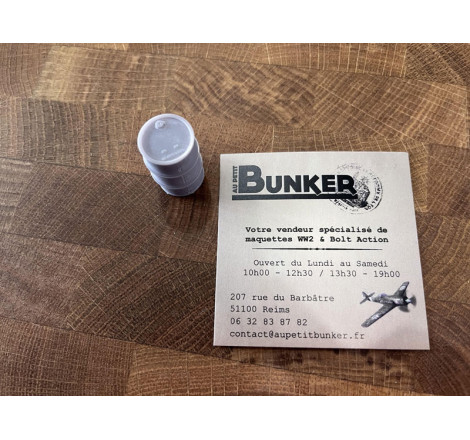 AU PETIT
BUNKER
Votre vendeur spécialisé de
maquettes WW2 & Bolt Action
Ouvert du Lundi au Samedi
10h00 - 12h30 / 13h30 - 19h00
207 rue du Barbâtre
51100 Reims
06 32 83 87 82
contact@aupetitbunker.fr